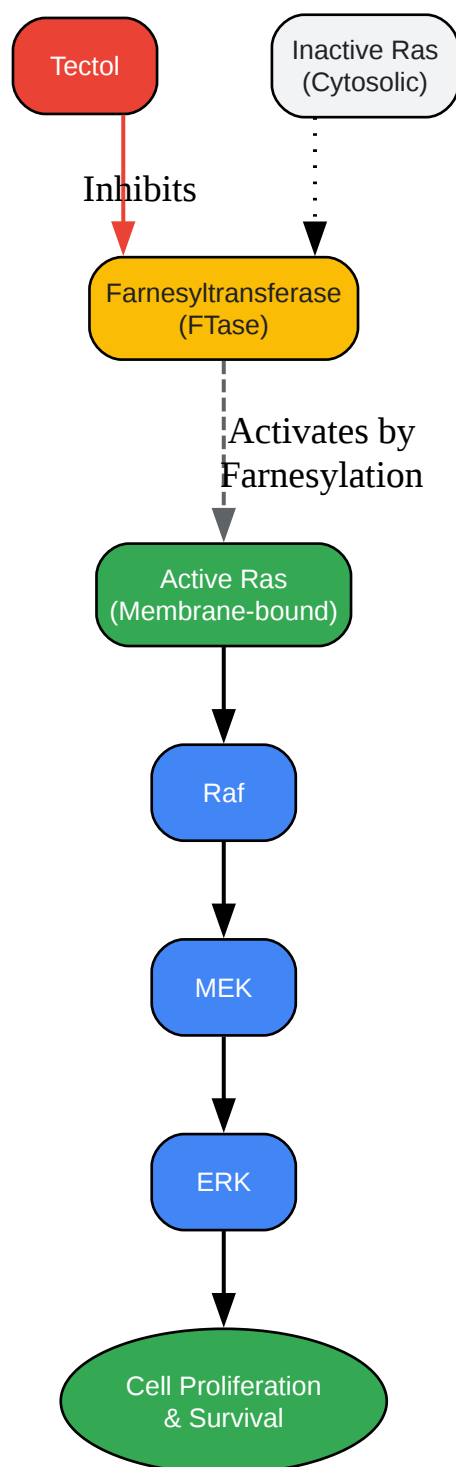 Tectol
Inactive Ras
(Cytosolic)
Inhibits
Farnesyltransferase
(FTase)
Activates by
Farnesylation
Active Ras
(Membrane-bound)
Raf
MEK
ERK
Cell Proliferation
& Survival